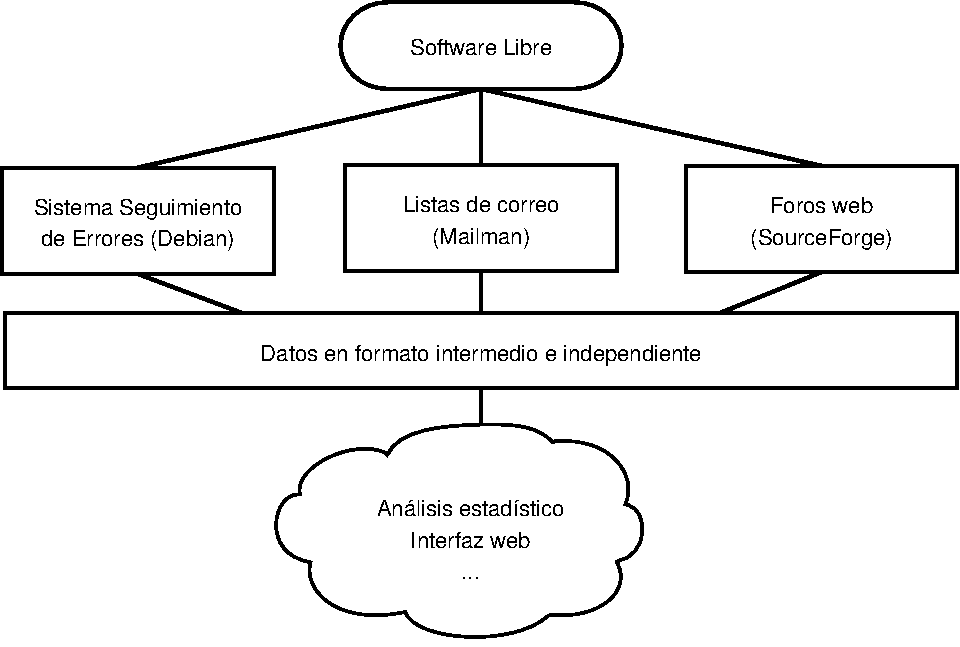 Software Libre
Sistema Seguimiento
de Errores (Debian)
Listas de correo
(Mailman)
Foros web
(SourceForge)
Datos en formato intermedio e independiente
Análisis estadístico
Interfaz web
...